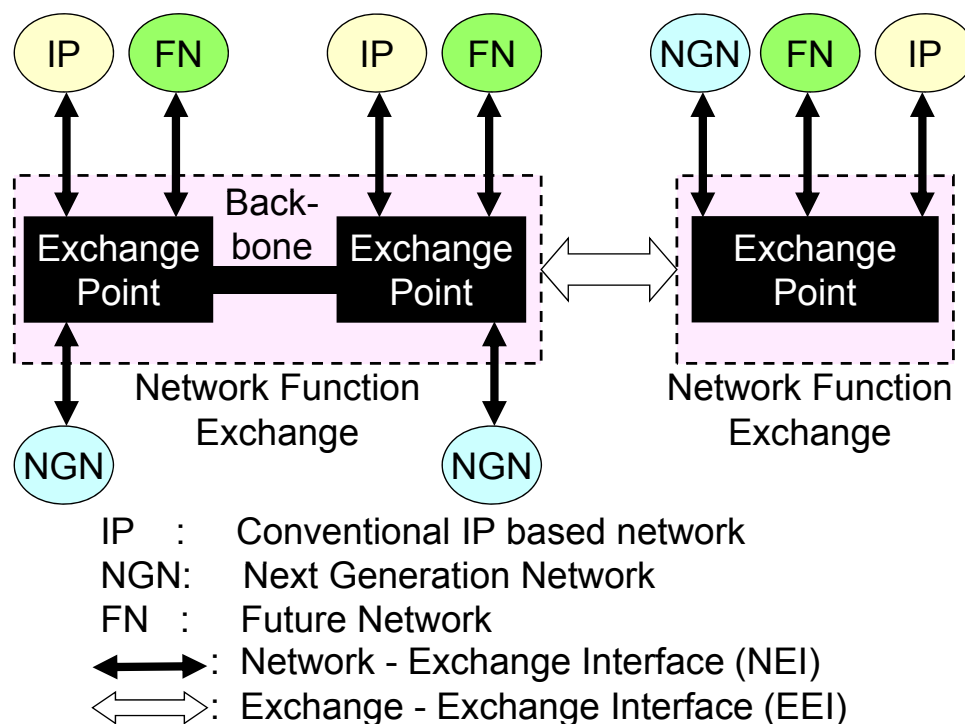 IP FN IP FN NGN FN IP
Back-
bone
Exchange
Point
Exchange
Point
Exchange
Point
Network Function
Exchange
Network Function
Exchange
NGN NGN
IP : Conventional IP based network
NGN: Next Generation Network
FN : Future Network
: Network - Exchange Interface (NEI)
: Exchange - Exchange Interface (EEI)